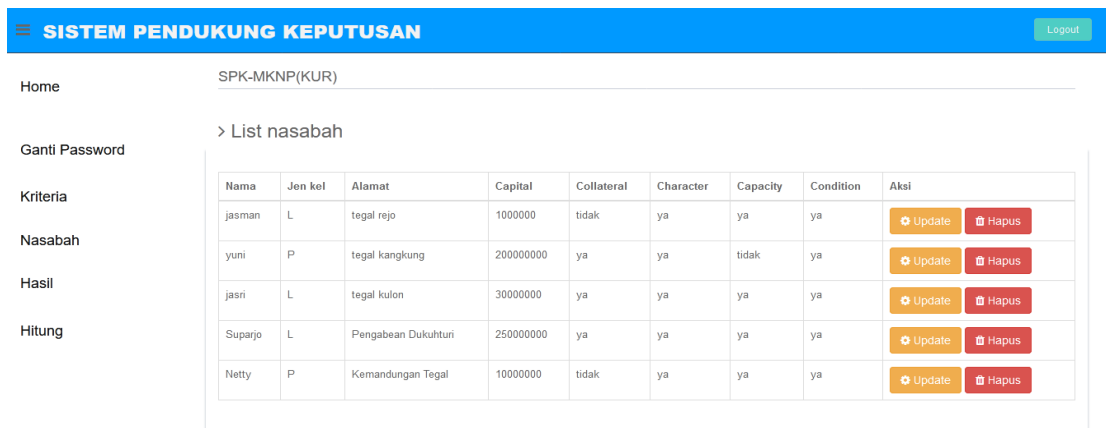 SISTEM PENDUKUNG KEPUTUSAN Logout
Home
SPK-MKNP(KUR)
Ganti Password
Kriteria
Nasabah
Hasil
Hitung
> List nasabah
Nama Jen kel Alamat Capital Collateral Character Capacity Condition Aksi
jasman L tegal rejo 1000000 tidak ya ya ya Update Hapus
yuni P tegal kangkung 200000000 ya ya tidak ya Update Hapus
jasri L tegal kulon 30000000 ya ya ya ya Update Hapus
Suparjo L Pengabean Dukuhturi 250000000 ya ya ya ya Update Hapus
Netty P Kemandungan Tegal 10000000 tidak ya ya ya Update Hapus